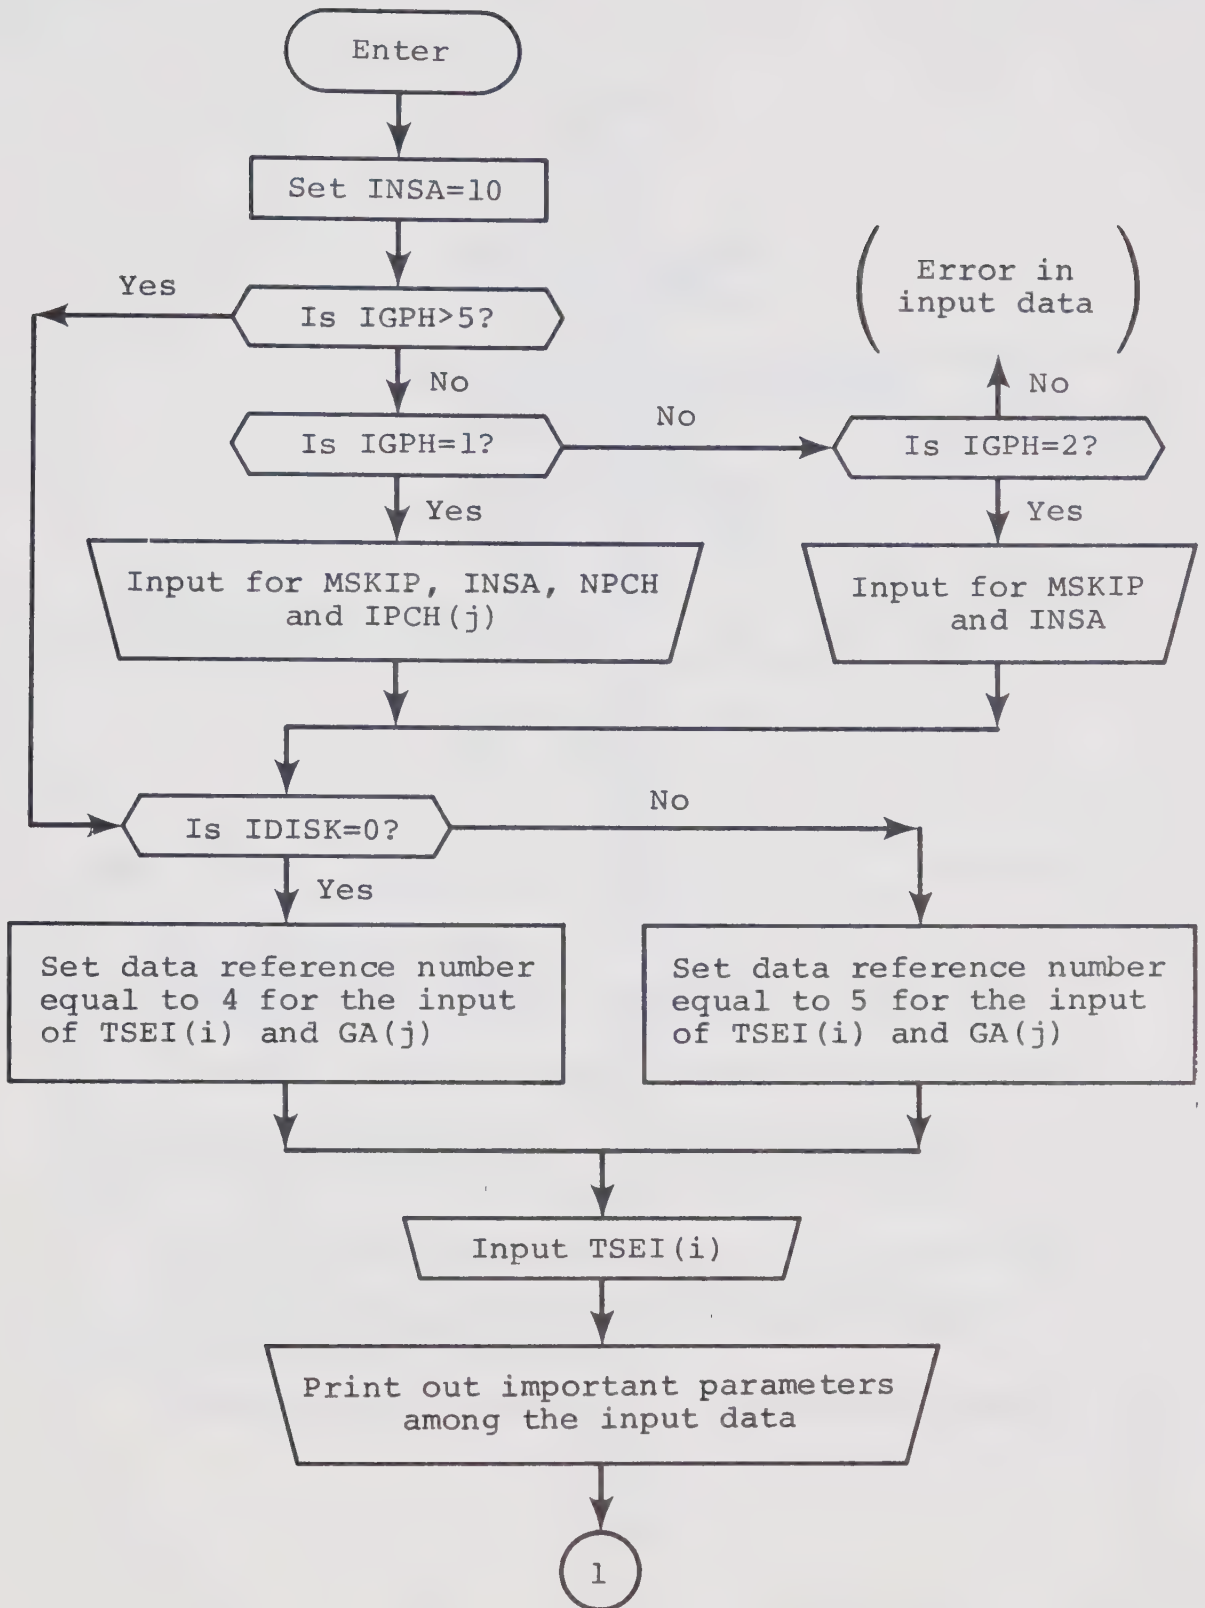 Enter
Set INSA=10
Yes
Is IGPH>5?
Error in
input data
No
No
Is IGPH=1?
No
Is IGPH=2?
Yes
Yes
Input for MSKIP, INSA, NPCH
and IPCH(j)
Input for MSKIP
and INSA
Is IDISK=0?
No
Yes
Set data reference number
equal to 4 for the input
of TSEI(i) and GA(j)
Set data reference number
equal to 5 for the input
of TSEI(i) and GA(j)
Input TSEI(i)
Print out important parameters
among the input data
1